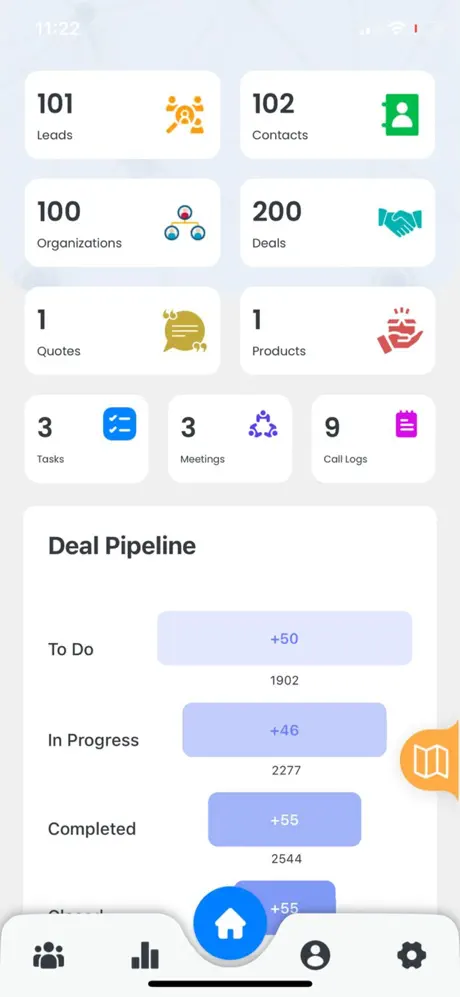 11:22
101
Leads
102
Contacts
100
Organizations
200
Deals
1
Quotes
1
Products
3
Tasks
3
Meetings
9
Call Logs
Deal Pipeline
To Do
+50
1902
In Progress
+46
2277
Completed
+55
2544
+55